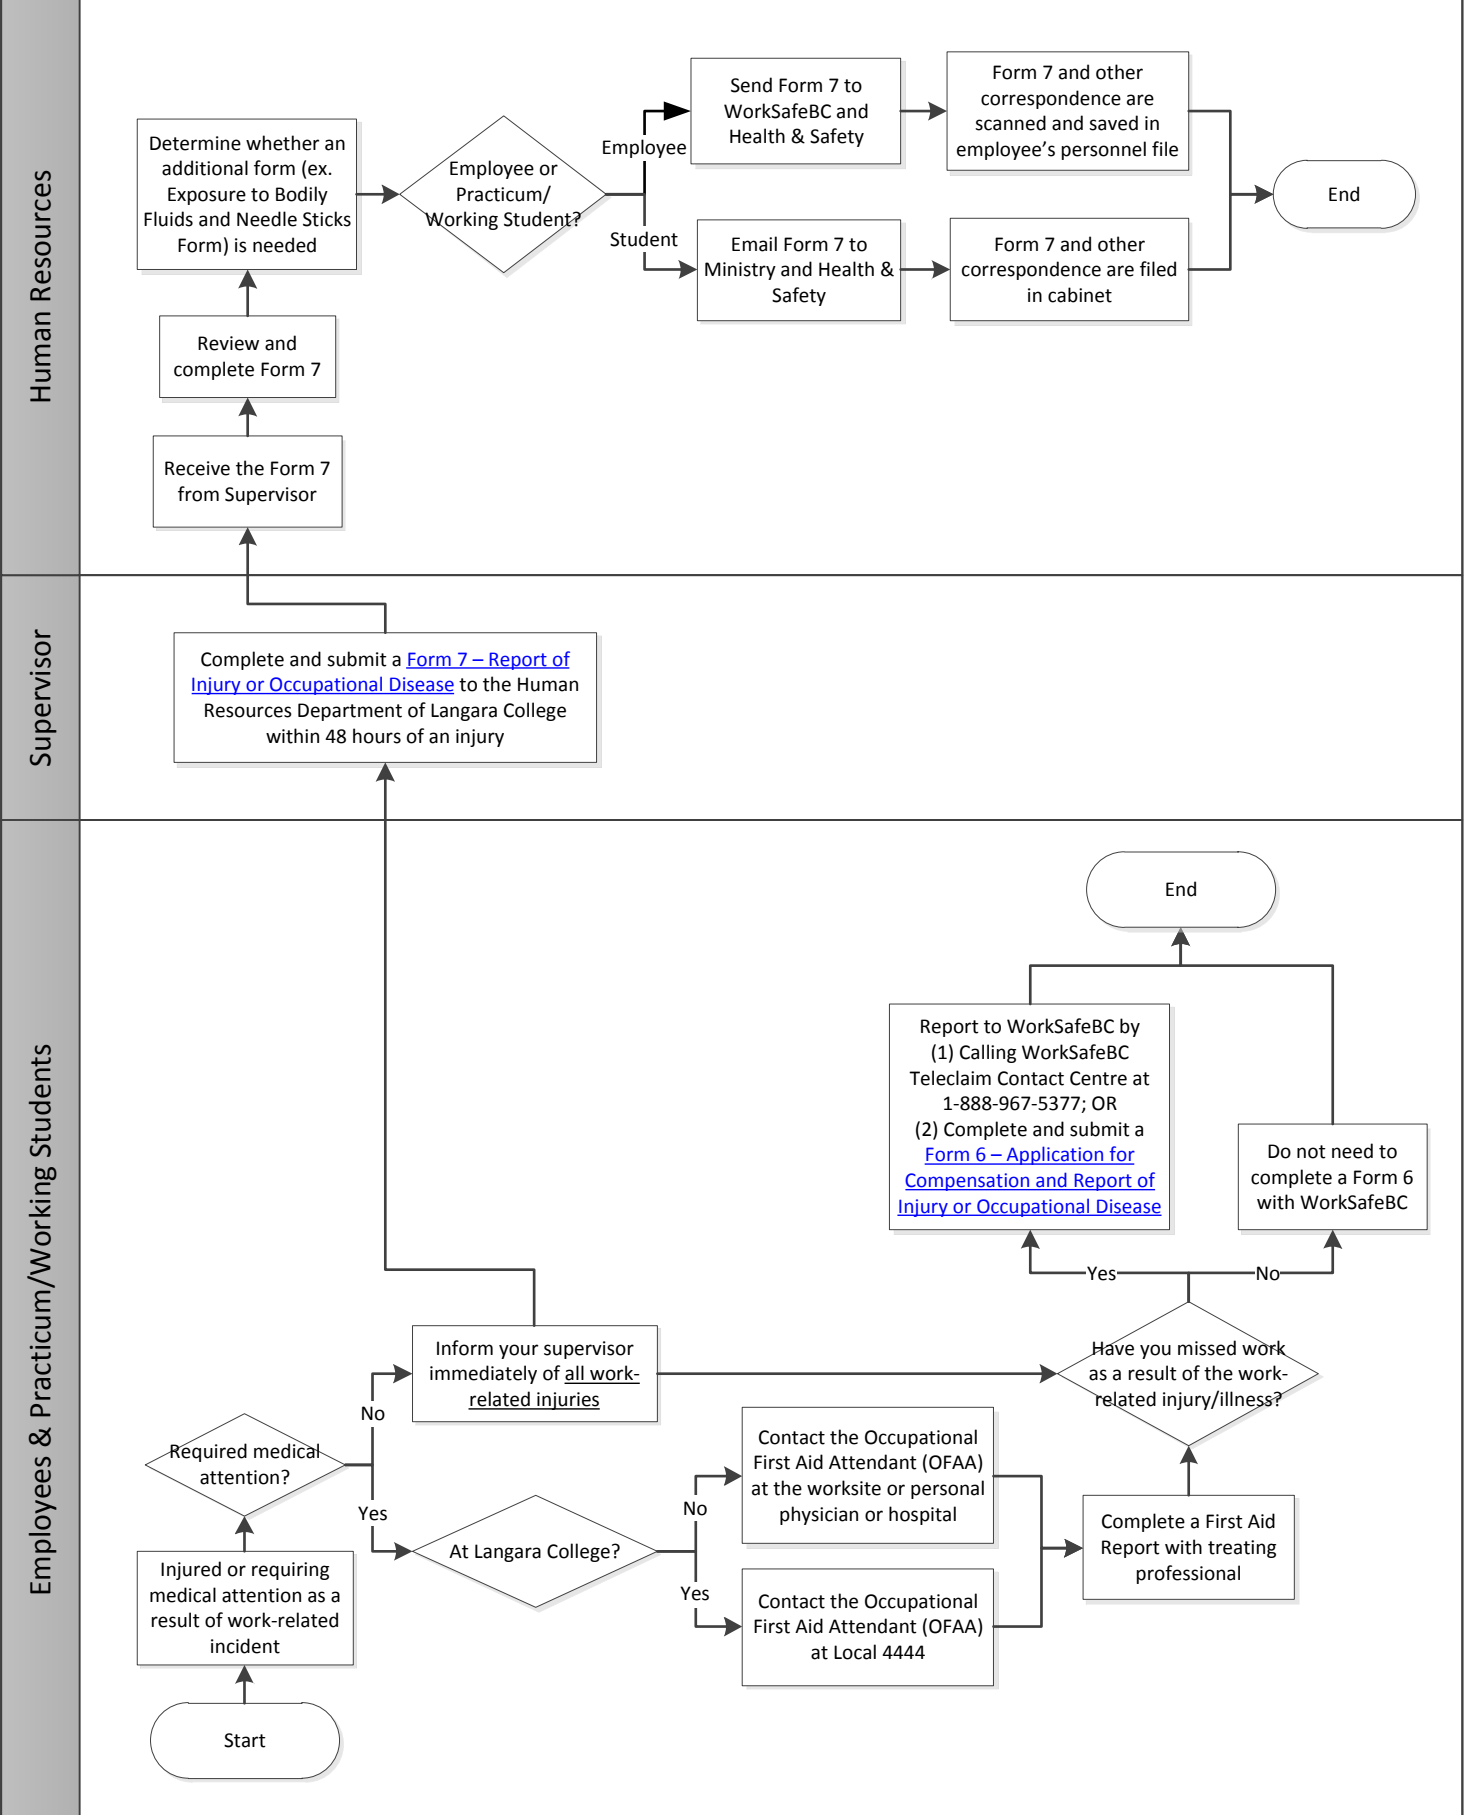 Human Resources
Determine whether an
additional form (ex.
Exposure to Bodily
Fluids and Needle Sticks
Form) is needed
Employee or
Practicum/
Working Student?
Employee
Student
Send Form 7 to
WorkSafeBC and
Health & Safety
Form 7 and other
correspondence are
scanned and saved in
employee's personnel file
Email Form 7 to
Ministry and Health &
Safety
Form 7 and other
correspondence are filed
in cabinet
End
Review and
complete Form 7
Receive the Form 7
from Supervisor
Supervisor
Complete and submit a Form 7 – Report of
Injury or Occupational Disease to the Human
Resources Department of Langara College
within 48 hours of an injury
Employees & Practicum/Working Students
End
Report to WorkSafeBC by
(1) Calling WorkSafeBC
Teleclaim Contact Centre at
1-888-967-5377; OR
(2) Complete and submit a
Form 6 – Application for
Compensation and Report of
Injury or Occupational Disease
Do not need to
complete a Form 6
with WorkSafeBC
Yes
No
Have you missed work
as a result of the work-
related injury/illness?
Inform your supervisor
immediately of all work-
related injuries
No
Required medical
attention?
Yes
At Langara College?
No
Yes
Contact the Occupational
First Aid Attendant (OFAA)
at the worksite or personal
physician or hospital
Contact the Occupational
First Aid Attendant (OFAA)
at Local 4444
Complete a First Aid
Report with treating
professional
Injured or requiring
medical attention as a
result of work-related
incident
Start